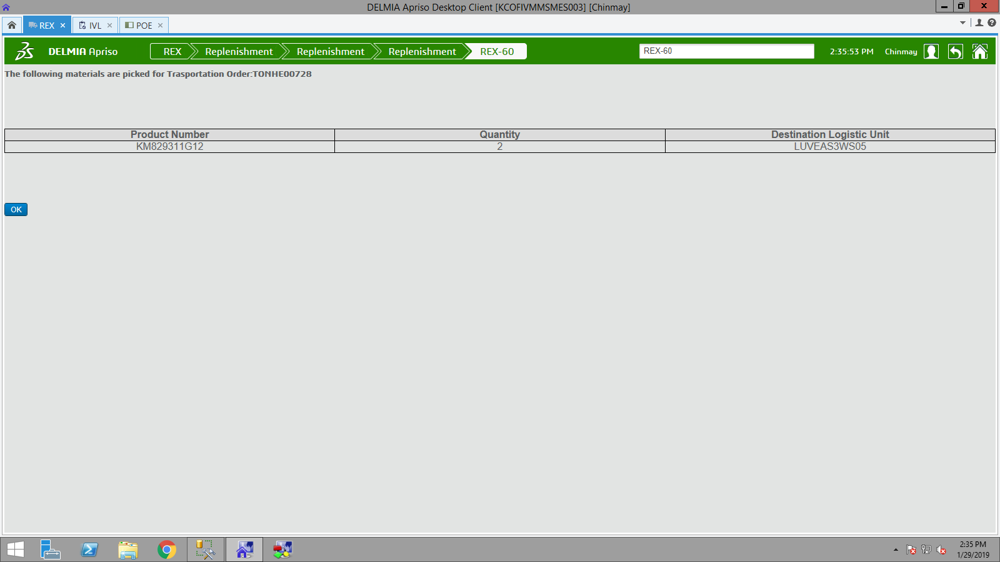 DELMIA Apriso Desktop Client [KCOFIVMMSMES003] [Chinmay]
REX IVL POE
DELMIA Apriso REX Replenishment Replenishment Replenishment REX-60 REX-60 2:35:53 PM Chinmay
The following materials are picked for Trasportation Order:TONHE00728
Product Number Quantity Destination Logistic Unit
KM829311G12 2 LUVEAS3WS05
OK
2:35 PM
1/29/2019